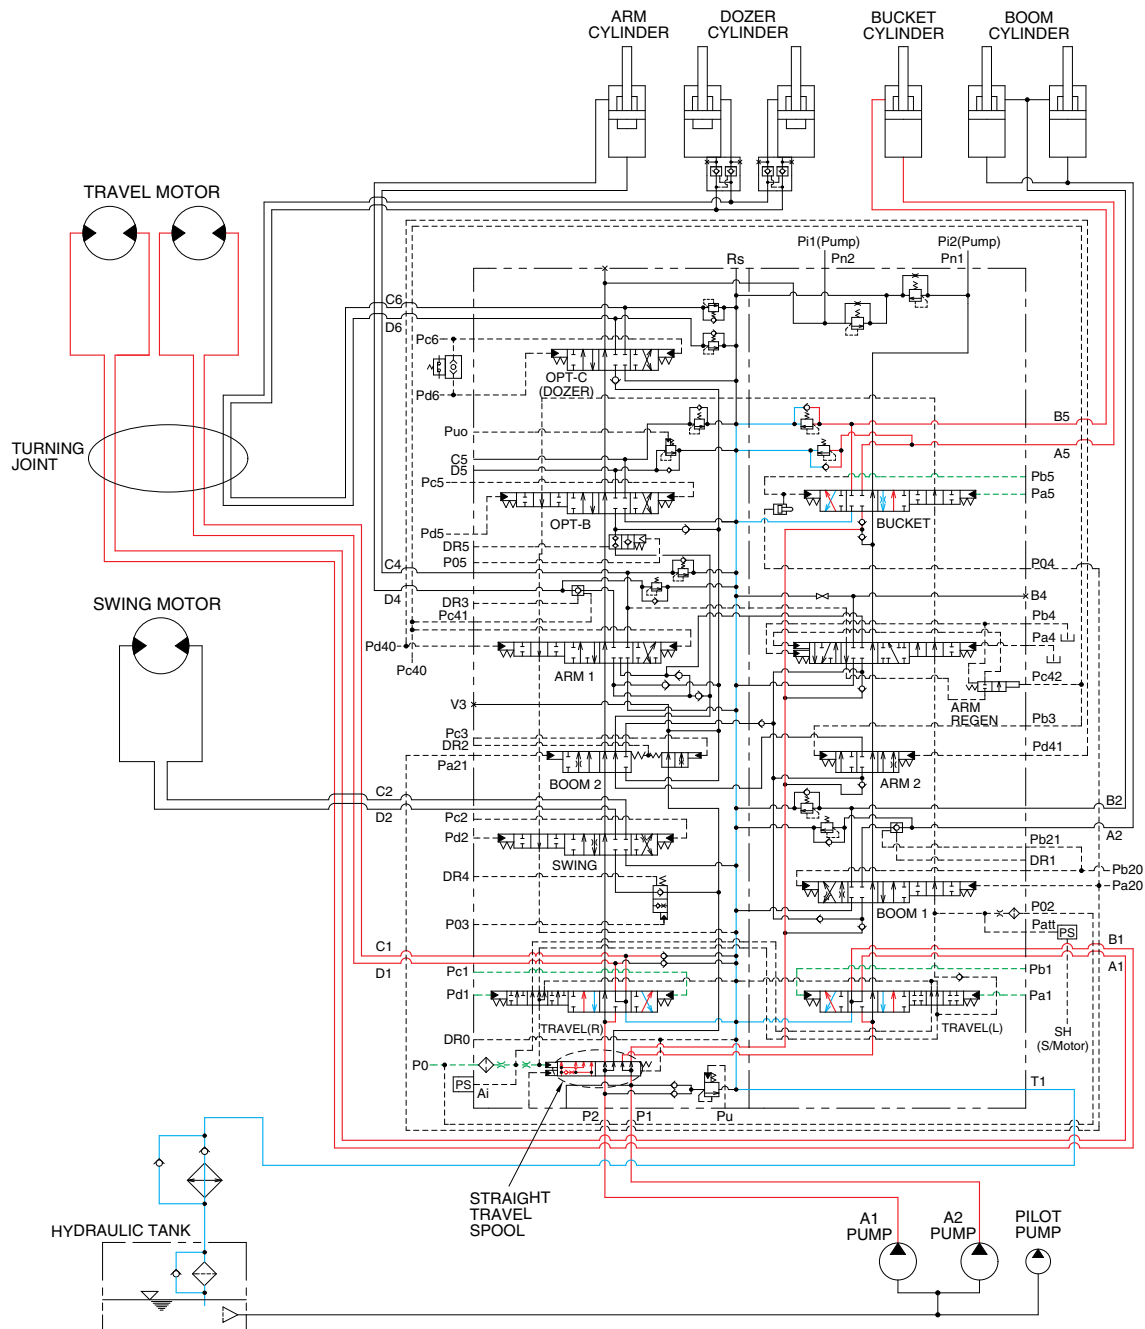 ARM
CYLINDER
DOZER
CYLINDER
BUCKET
CYLINDER
BOOM
CYLINDER
TRAVEL MOTOR
TURNING
JOINT
SWING MOTOR
Pi1(Pump)
Pn2
Pi2(Pump)
Pn1
Rs
C6
D6
Pc6
Pd6
OPT-C
(DOZER)
Puo
C5
D5
Pc5
Pd5
OPT-B
DR5
P05
C4
D4
DR3
Pc41
Pd40
Pc40
ARM 1
V3
Pc3
DR2
Pa21
BOOM 2
C2
D2
Pc2
Pd2
SWING
DR4
P03
C1
D1
Pc1
Pd1
TRAVEL(R)
DR0
P0
PS
Ai
P2
P1
Pu
B5
A5
Pb5
Pa5
BUCKET
P04
B4
Pb4
Pa4
Pc42
ARM
REGEN
Pb3
Pd41
ARM 2
B2
A2
Pb21
DR1
Pb20
Pa20
BOOM 1
P02
Patt
PS
B1
A1
Pb1
Pa1
TRAVEL(L)
SH
(S/Motor)
T1
STRAIGHT
TRAVEL
SPOOL
HYDRAULIC TANK
A1
PUMP
A2
PUMP
PILOT
PUMP